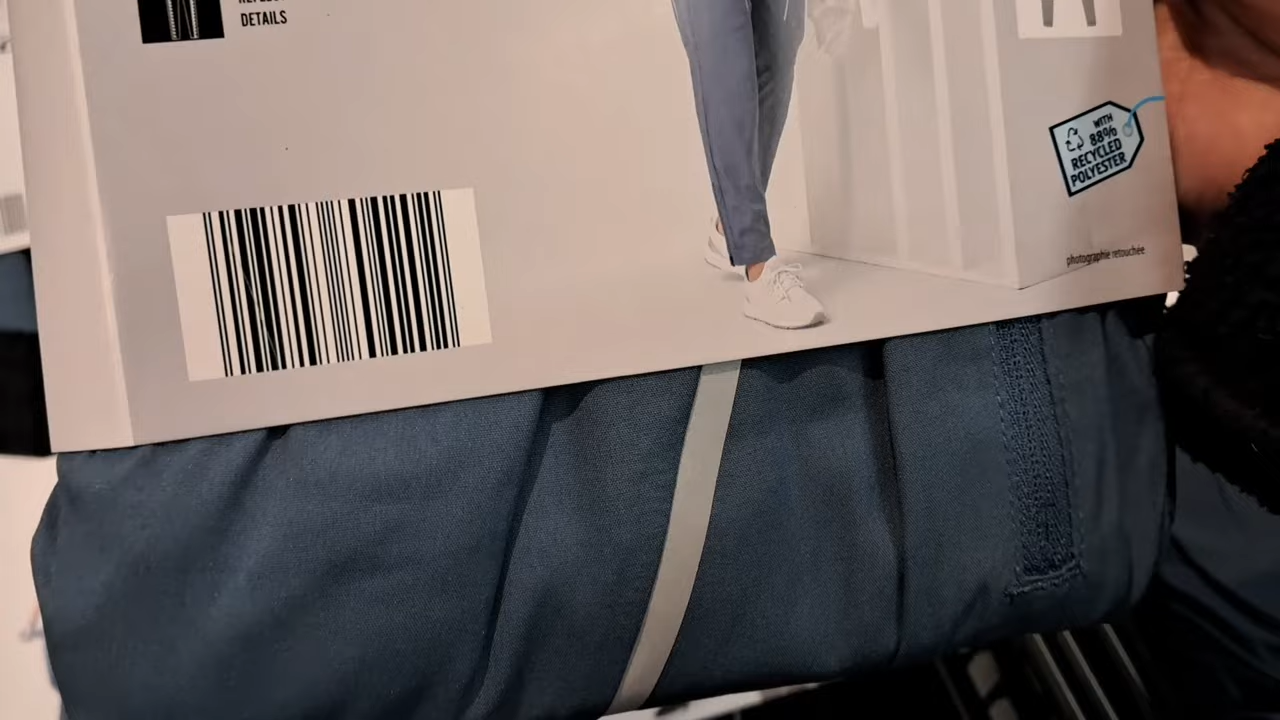 DETAILS
WITH
88%
RECYCLED
POLYESTER
photographie retouchée